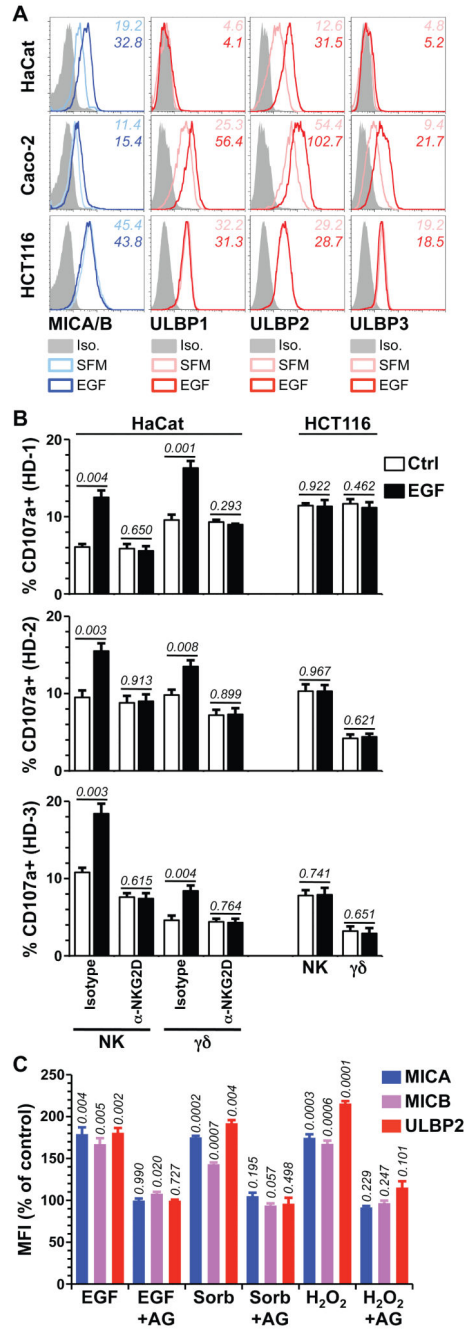 A
HaCat
19.2 4.6 12.6 4.8
32.8 4.1 31.5 5.2
Caco-2
11.4 25.3 54.4 9.4
15.4 56.4 102.7 21.7
HCT116
45.4 32.2 29.2 19.2
43.8 31.3 28.7 18.5
MICA/B ULBP1 ULBP2 ULBP3
Iso. Iso. Iso. Iso.
SFM SFM SFM SFM
EGF EGF EGF EGF
B
HaCat HCT116
Ctrl
EGF
% CD107a+ (HD-1)
20
10
0
0.004 0.650 0.001 0.293 0.922 0.462
% CD107a+ (HD-2)
20
10
0
0.003 0.913 0.008 0.899 0.967 0.621
% CD107a+ (HD-3)
20
10
0
0.003 0.615 0.004 0.764 0.741 0.651
Isotype α-NKG2D Isotype α-NKG2D
NK γδ
NK γδ
C
MICA
MICB
ULBP2
MFI (% of control)
250
200
150
100
50
0
0.004 0.005 0.002 0.990 0.020 0.727 0.0002 0.0007 0.004 0.195 0.057 0.498 0.0003 0.0006 0.0001 0.229 0.247 0.101
EGF EGF Sorb Sorb H₂O₂ H₂O₂
+AG +AG +AG